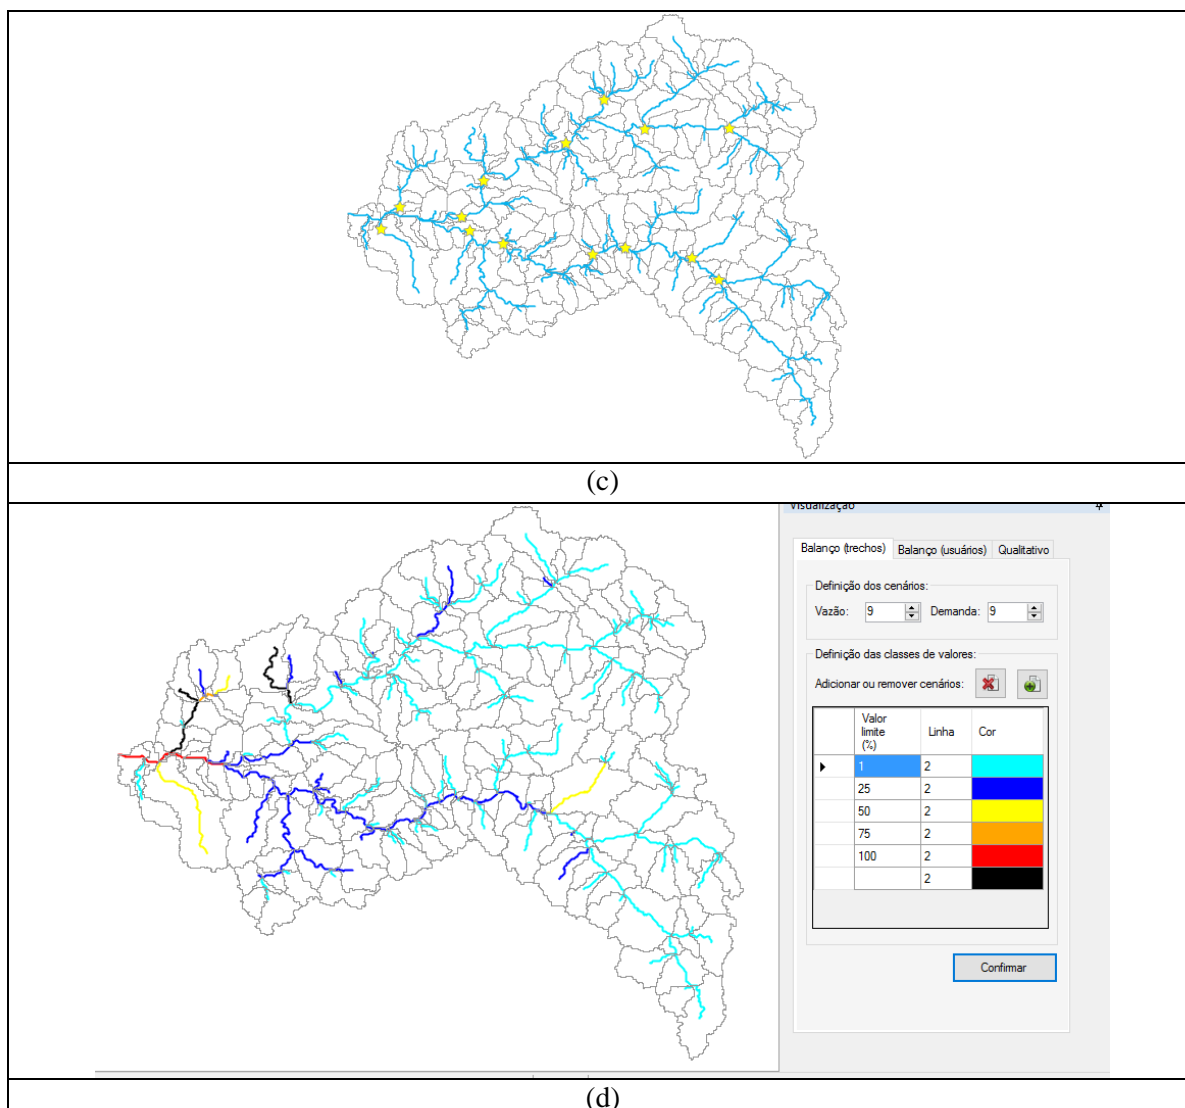 (c)
Visualização
Balanço (trechos) Balanço (usuários) Qualitativo
Definição dos cenários:
Vazão: 9 Demanda: 9
Definição das classes de valores:
Adicionar ou remover cenários:
Valor limite (%) Linha Cor
1 2
25 2
50 2
75 2
100 2
2
Confirmar
(d)